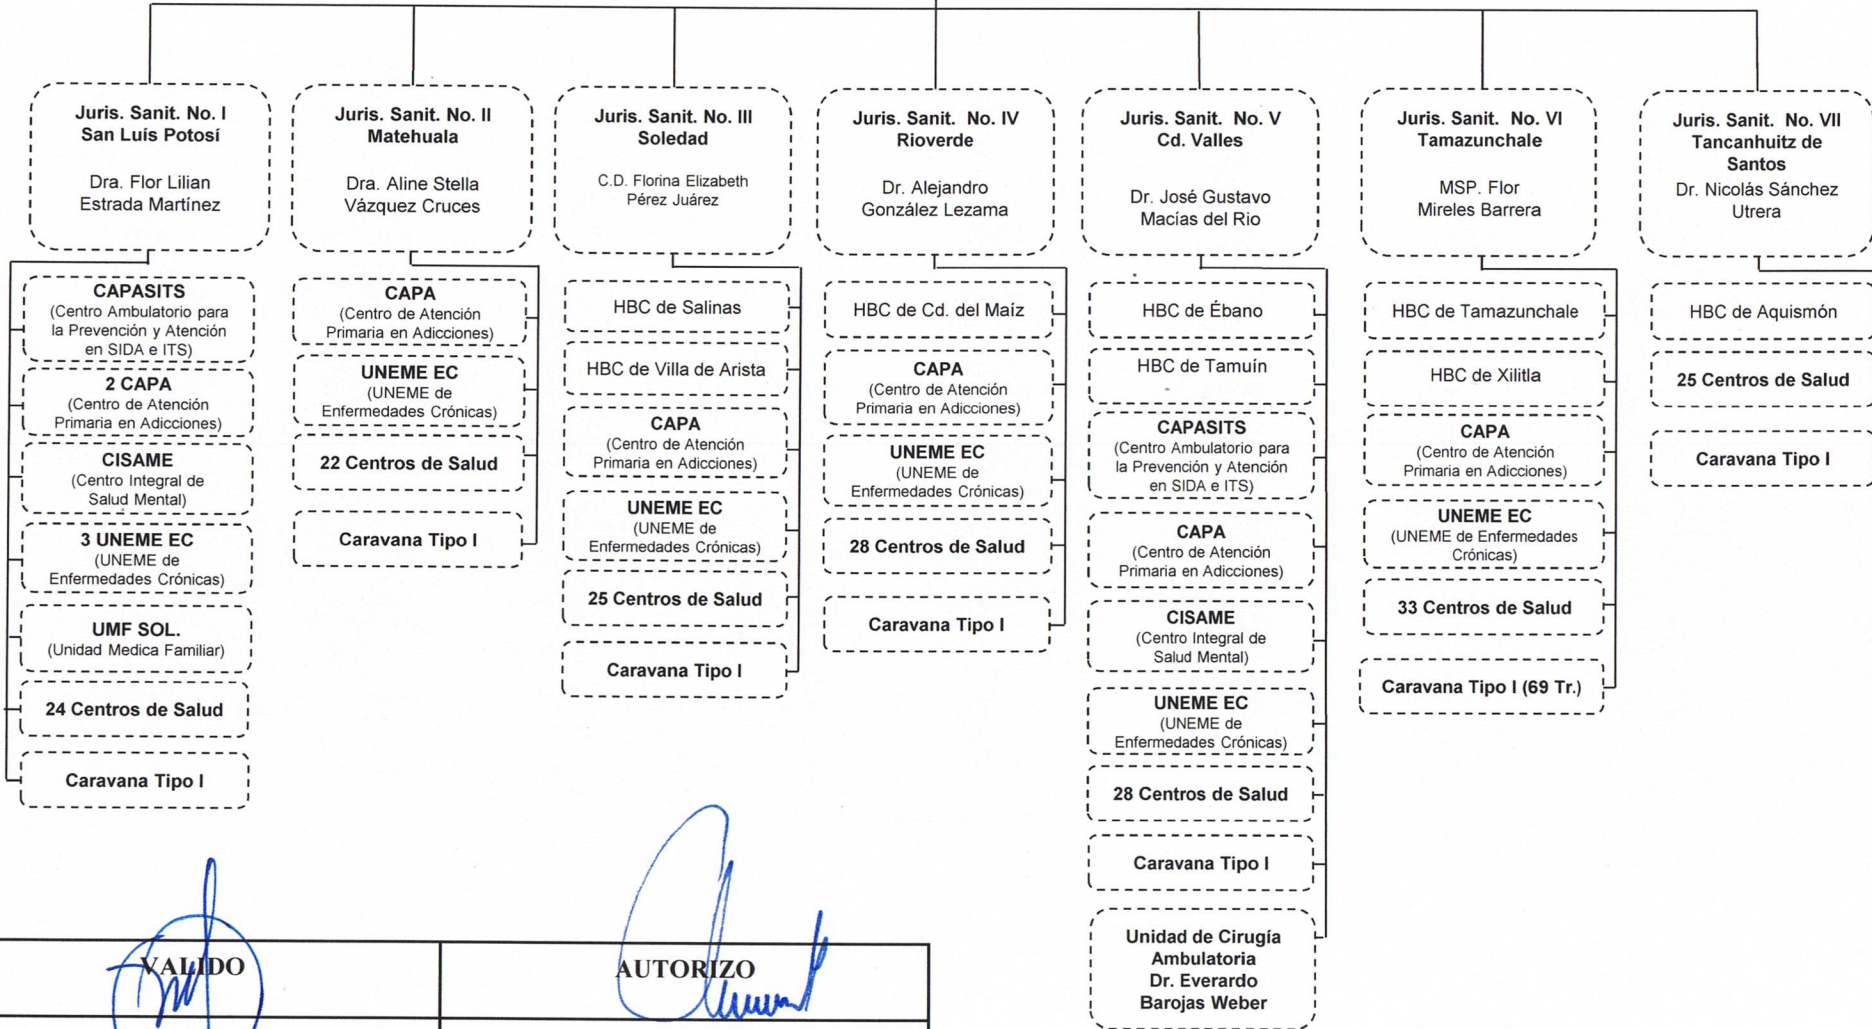 Juris. Sanit. No. I
San Luís Potosí
Dra. Flor Lilian
Estrada Martínez
CAPASITS
(Centro Ambulatorio para
la Prevención y Atención
en SIDA e ITS)
2 CAPA
(Centro de Atención
Primaria en Adicciones)
CISAME
(Centro Integral de
Salud Mental)
3 UNEME EC
(UNEME de
Enfermedades Crónicas)
UMF SOL.
(Unidad Medica Familiar)
24 Centros de Salud
Caravana Tipo I
Juris. Sanit. No. II
Matehuala
Dra. Aline Stella
Vázquez Cruces
CAPA
(Centro de Atención
Primaria en Adicciones)
UNEME EC
(UNEME de
Enfermedades Crónicas)
22 Centros de Salud
Caravana Tipo I
Juris. Sanit. No. III
Soledad
C.D. Florina Elizabeth
Pérez Juárez
HBC de Salinas
HBC de Villa de Arista
CAPA
(Centro de Atención
Primaria en Adicciones)
UNEME EC
(UNEME de
Enfermedades Crónicas)
25 Centros de Salud
Caravana Tipo I
Juris. Sanit. No. IV
Rioverde
Dr. Alejandro
González Lezama
HBC de Cd. del Maíz
CAPA
(Centro de Atención
Primaria en Adicciones)
UNEME EC
(UNEME de
Enfermedades Crónicas)
28 Centros de Salud
Caravana Tipo I
Juris. Sanit. No. V
Cd. Valles
Dr. José Gustavo
Macías del Rio
HBC de Ébano
HBC de Tamuín
CAPASITS
(Centro Ambulatorio para
la Prevención y Atención
en SIDA e ITS)
CAPA
(Centro de Atención
Primaria en Adicciones)
CISAME
(Centro Integral de
Salud Mental)
UNEME EC
(UNEME de
Enfermedades Crónicas)
28 Centros de Salud
Caravana Tipo I
Unidad de Cirugía
Ambulatoria
Dr. Everardo
Barojas Weber
Juris. Sanit. No. VI
Tamazunchale
MSP. Flor
Mireles Barrera
HBC de Tamazunchale
HBC de Xilitla
CAPA
(Centro de Atención
Primaria en Adicciones)
UNEME EC
(UNEME de Enfermedades
Crónicas)
33 Centros de Salud
Caravana Tipo I (69 Tr.)
Juris. Sanit. No. VII
Tancanhuitz de
Santos
Dr. Nicolás Sánchez
Utrera
HBC de Aquismón
25 Centros de Salud
Caravana Tipo I
VALIDO
AUTORIZO